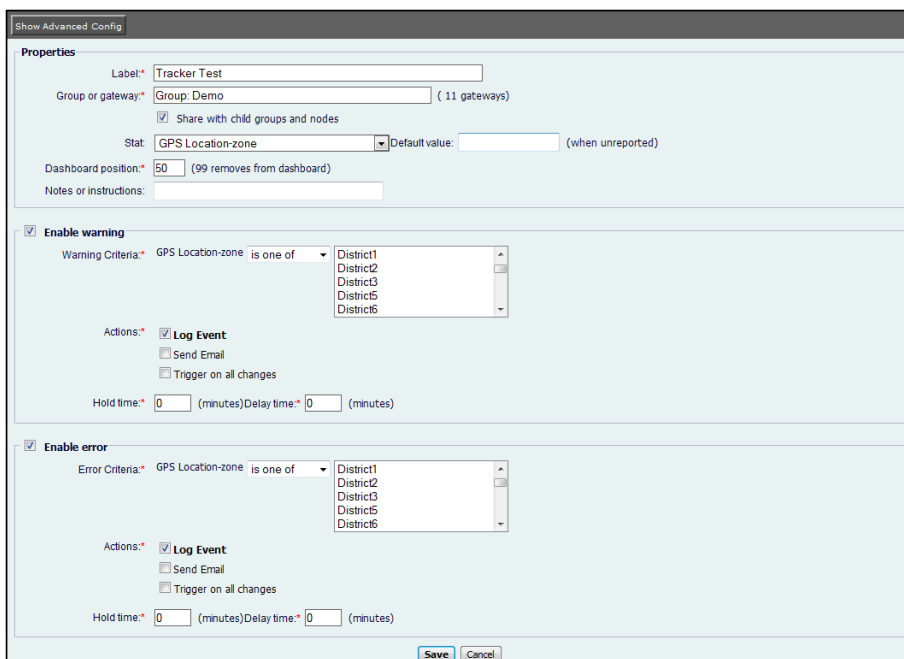 Show Advanced Config
Properties
Label:* Tracker Test
Group or gateway:* Group: Demo ( 11 gateways)
Share with child groups and nodes
Stat: GPS Location-zone Default value: (when unreported)
Dashboard position:* 50 (99 removes from dashboard)
Notes or instructions:
Enable warning
Warning Criteria:* GPS Location-zone is one of District1
District2
District3
District5
District6
Actions:* Log Event
Send Email
Trigger on all changes
Hold time:* 0 (minutes)Delay time:* 0 (minutes)
Enable error
Error Criteria:* GPS Location-zone is one of District1
District2
District3
District5
District6
Actions:* Log Event
Send Email
Trigger on all changes
Hold time:* 0 (minutes)Delay time:* 0 (minutes)
Save Cancel